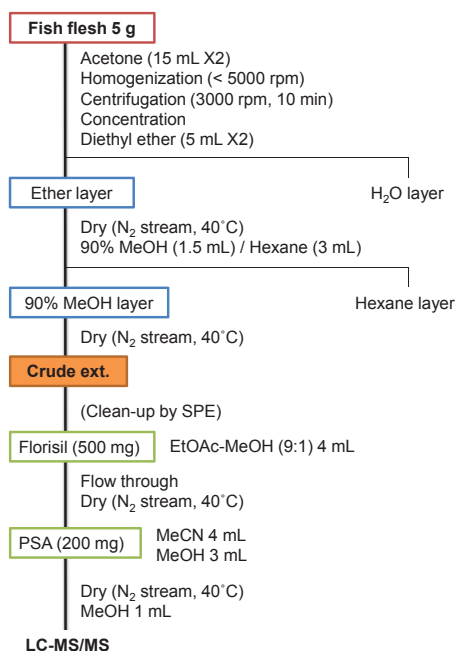 Fish flesh 5 g
Acetone (15 mL X2)
Homogenization (< 5000 rpm)
Centrifugation (3000 rpm, 10 min)
Concentration
Diethyl ether (5 mL X2)
Ether layer
H₂O layer
Dry (N₂ stream, 40˚C)
90% MeOH (1.5 mL) / Hexane (3 mL)
90% MeOH layer
Hexane layer
Dry (N₂ stream, 40˚C)
Crude ext.
(Clean-up by SPE)
Florisil (500 mg)
EtOAc-MeOH (9:1) 4 mL
Flow through
Dry (N₂ stream, 40˚C)
PSA (200 mg)
MeCN 4 mL
MeOH 3 mL
Dry (N₂ stream, 40˚C)
MeOH 1 mL
LC-MS/MS